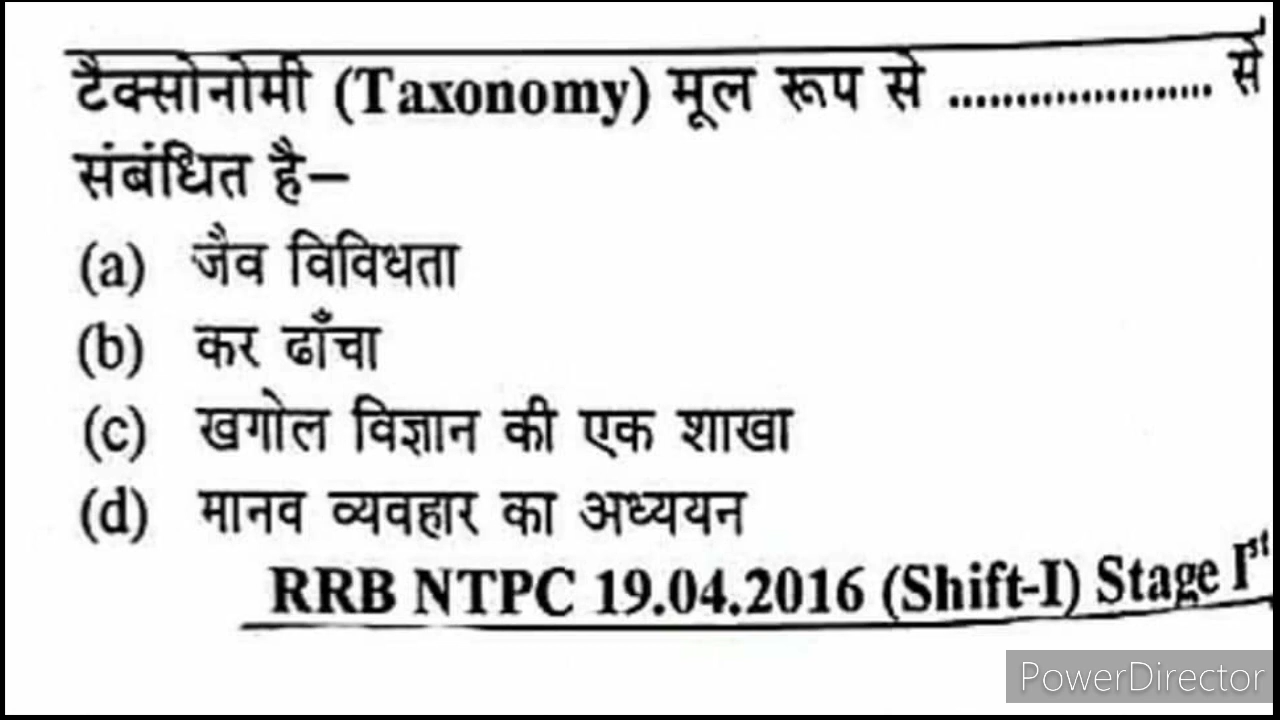 टैक्सोनोमी (Taxonomy) मूल रूप से ..................... से
संबंधित है–
(a) जैव विविधता
(b) कर ढाँचा
(c) खगोल विज्ञान की एक शाखा
(d) मानव व्यवहार का अध्ययन
RRB NTPC 19.04.2016 (Shift-I) Stage Ist
PowerDirector